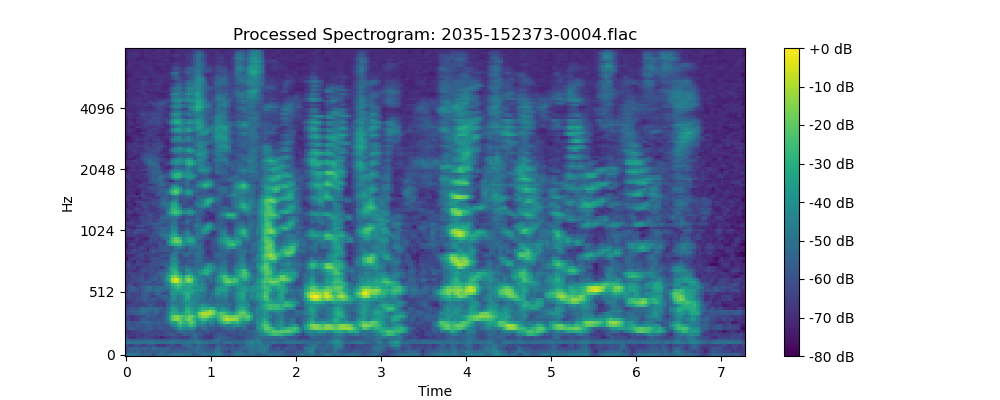 Processed Spectrogram: 2035-152373-0004.flac
4096
2048
1024
512
0
Hz
0 1 2 3 4 5 6 7
Time
+0 dB
-10 dB
-20 dB
-30 dB
-40 dB
-50 dB
-60 dB
-70 dB
-80 dB